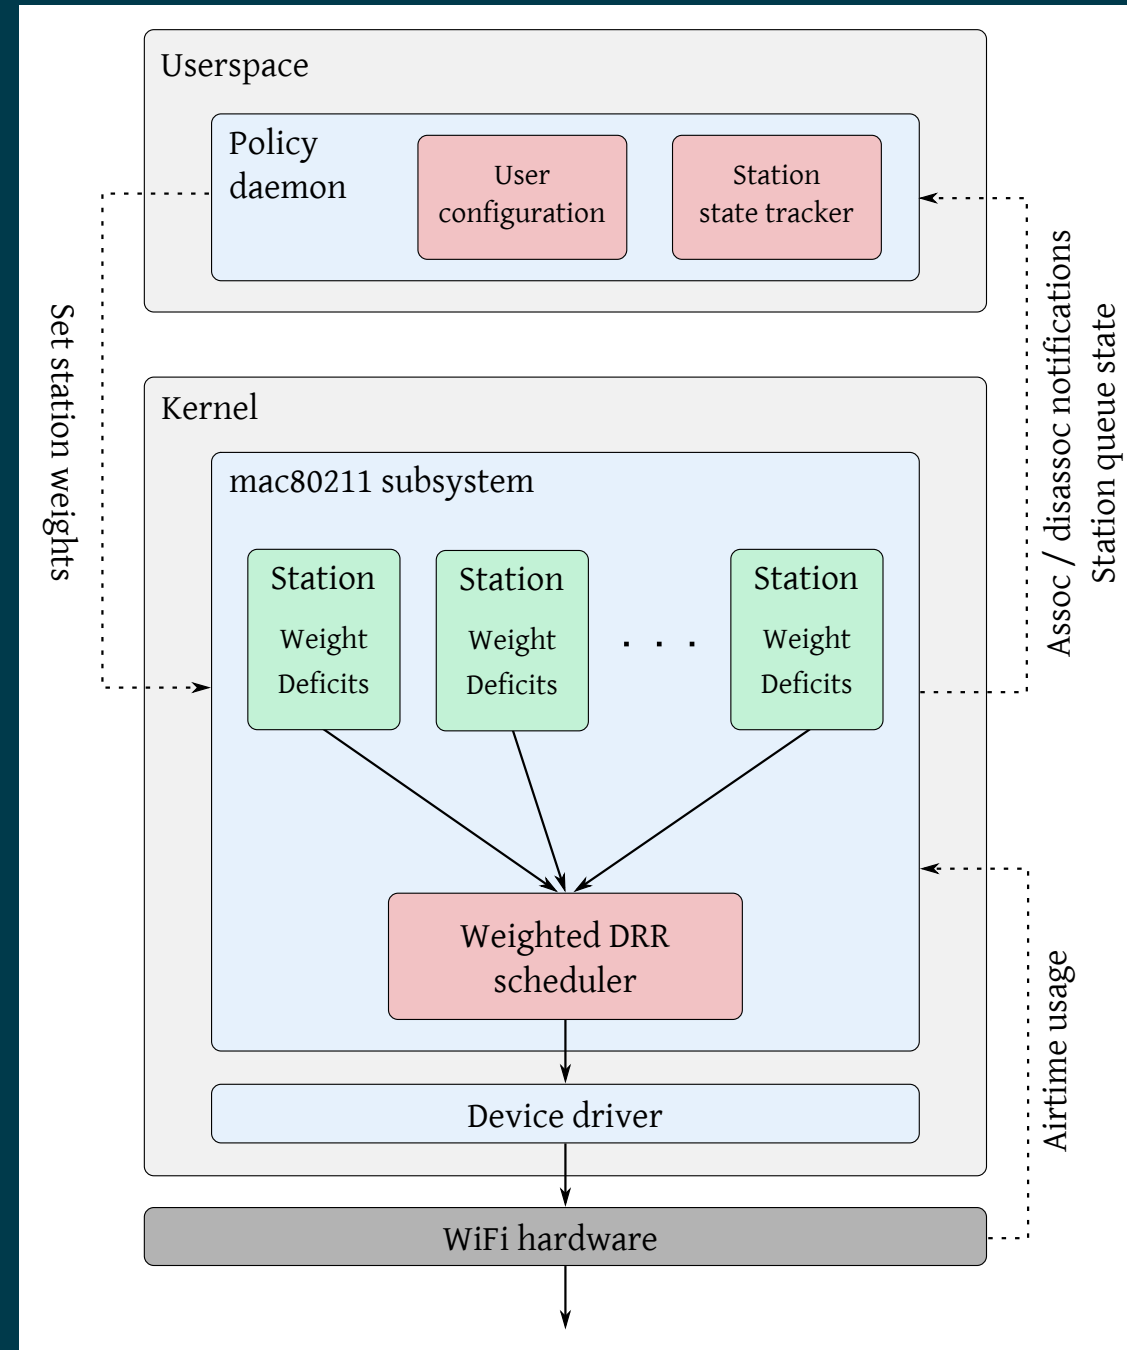 Userspace
Policy
daemon
User
configuration
Station
state tracker
Set station weights
Assoc / disassoc notifications
Station queue state
Kernel
mac80211 subsystem
Station
Weight
Deficits
Station
Weight
Deficits
. . .
Station
Weight
Deficits
Weighted DRR
scheduler
Airtime usage
Device driver
WiFi hardware